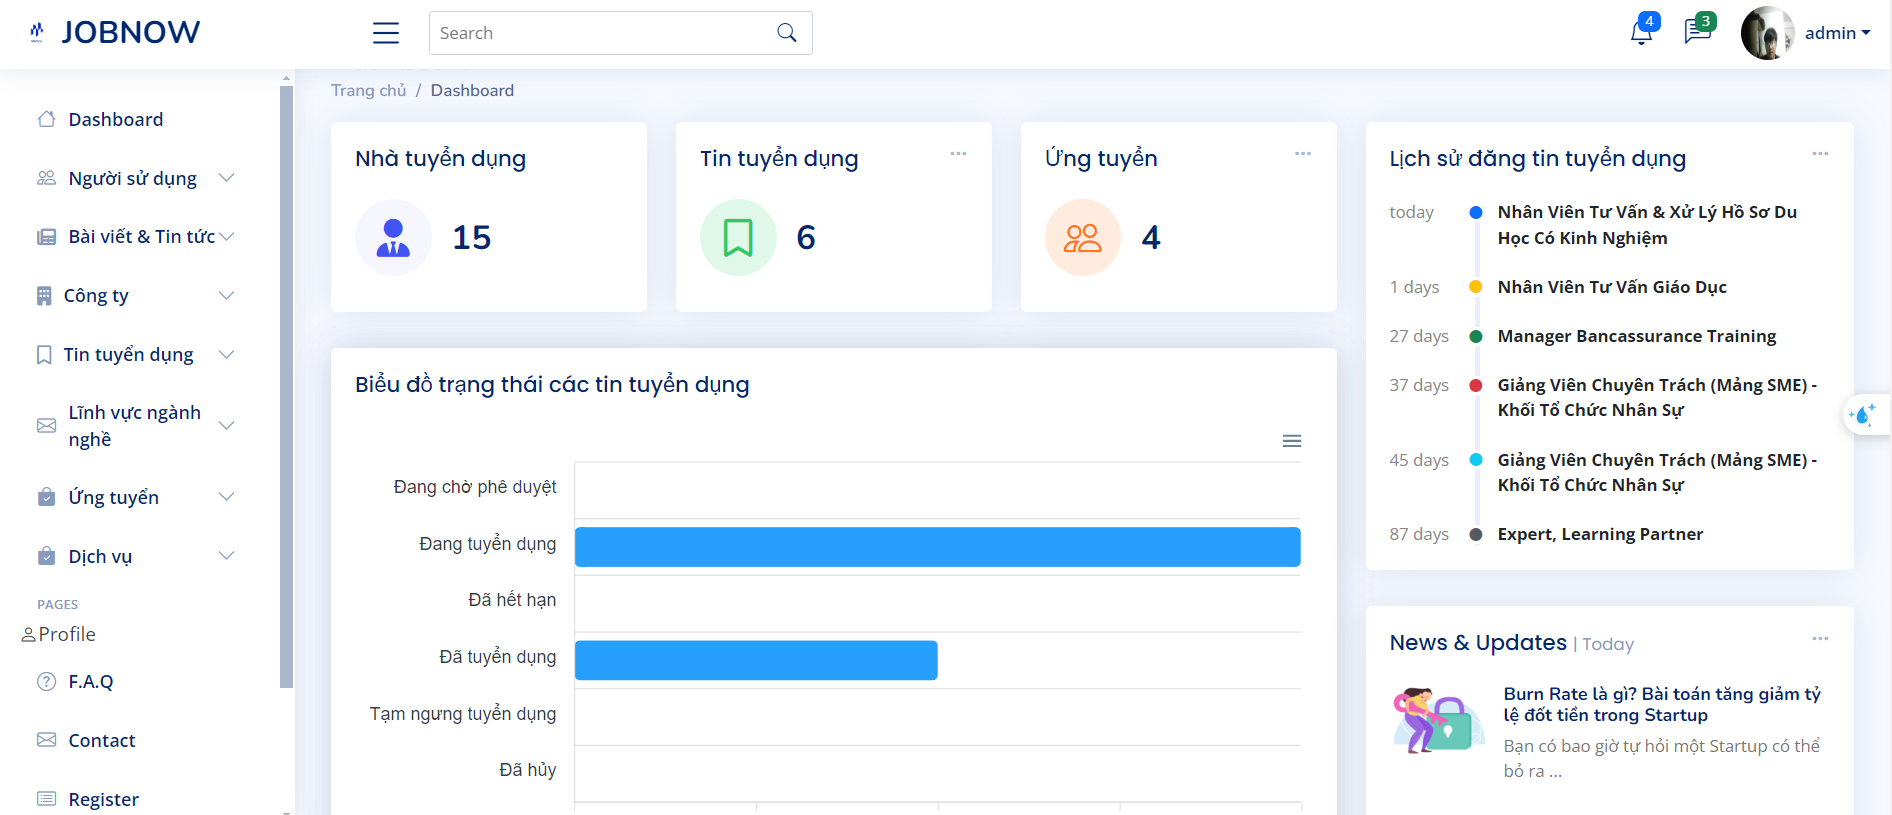 JOBNOW
Search
4
3
admin
Dashboard
Người sử dụng
Bài viết & Tin tức
Công ty
Tin tuyển dụng
Lĩnh vực ngành
nghề
Ứng tuyển
Dịch vụ
PAGES
Profile
F.A.Q
Contact
Register
Trang chủ / Dashboard
Nhà tuyển dụng
15
Tin tuyển dụng
6
Ứng tuyển
4
Biểu đồ trạng thái các tin tuyển dụng
Đang chờ phê duyệt
Đang tuyển dụng
Đã hết hạn
Đã tuyển dụng
Tạm ngưng tuyển dụng
Đã hủy
Lịch sử đăng tin tuyển dụng
today Nhân Viên Tư Vấn & Xử Lý Hồ Sơ Du
Học Có Kinh Nghiệm
1 days Nhân Viên Tư Vấn Giáo Dục
27 days Manager Bancassurance Training
37 days Giảng Viên Chuyên Trách (Mảng SME) -
Khối Tổ Chức Nhân Sự
45 days Giảng Viên Chuyên Trách (Mảng SME) -
Khối Tổ Chức Nhân Sự
87 days Expert, Learning Partner
News & Updates | Today
Burn Rate là gì? Bài toán tăng giảm tỷ
lệ đốt tiền trong Startup
Bạn có bao giờ tự hỏi một Startup có thể
bỏ ra ...